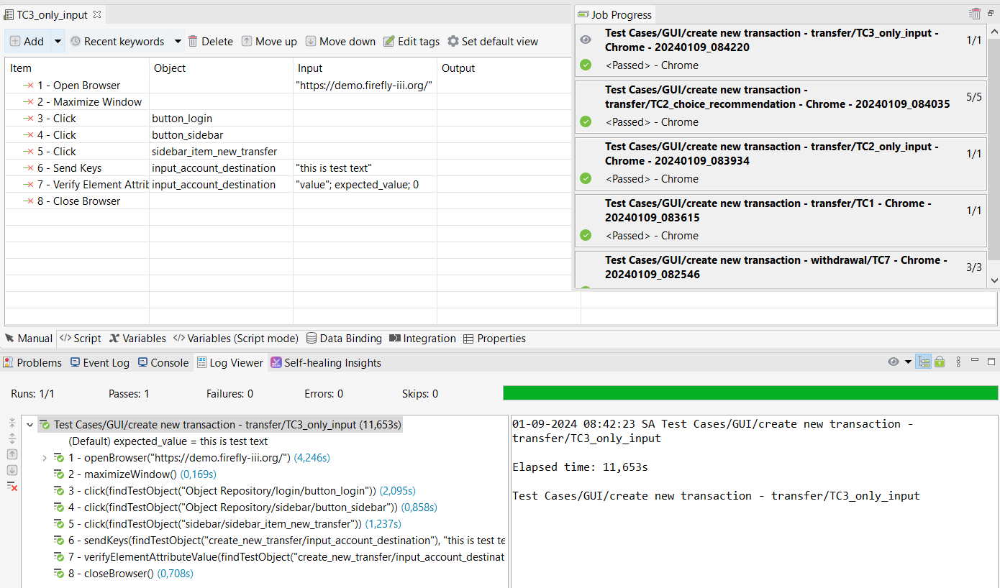 TC3_only_input
Add
Recent keywords
Delete
Move up
Move down
Edit tags
Set default view
Item Object Input Output
1 - Open Browser "https://demo.firefly-iii.org/"
2 - Maximize Window
3 - Click button_login
4 - Click button_sidebar
5 - Click sidebar_item_new_transfer
6 - Send Keys input_account_destination "this is test text"
7 - Verify Element Attrib input_account_destination "value"; expected_value; 0
8 - Close Browser
Job Progress
Test Cases/GUI/create new transaction - transfer/TC3_only_input -
Chrome - 20240109_084220
1/1
<Passed> - Chrome
Test Cases/GUI/create new transaction -
transfer/TC2_choice_recommendation - Chrome - 20240109_084035
5/5
<Passed> - Chrome
Test Cases/GUI/create new transaction - transfer/TC2_only_input -
Chrome - 20240109_083934
1/1
<Passed> - Chrome
Test Cases/GUI/create new transaction - transfer/TC1 - Chrome -
20240109_083615
1/1
<Passed> - Chrome
Test Cases/GUI/create new transaction - withdrawal/TC7 - Chrome -
20240109_082546
3/3
Manual </> Script Variables </> Variables (Script mode) Data Binding Integration Properties
Problems Event Log Console Log Viewer Self-healing Insights
Runs: 1/1 Passes: 1 Failures: 0 Errors: 0 Skips: 0
Test Cases/GUI/create new transaction - transfer/TC3_only_input (11,653s)
(Default) expected_value = this is test text
1 - openBrowser("https://demo.firefly-iii.org/") (4,246s)
2 - maximizeWindow() (0,169s)
3 - click(findTestObject("Object Repository/login/button_login")) (2,095s)
4 - click(findTestObject("Object Repository/sidebar/button_sidebar")) (0,858s)
5 - click(findTestObject("sidebar/sidebar_item_new_transfer")) (1,237s)
6 - sendKeys(findTestObject("create_new_transfer/input_account_destination"), "this is test te
7 - verifyElementAttributeValue(findTestObject("create_new_transfer/input_account_destinat
8 - closeBrowser() (0,708s)
01-09-2024 08:42:23 SA Test Cases/GUI/create new transaction -
transfer/TC3_only_input
Elapsed time: 11,653s
Test Cases/GUI/create new transaction - transfer/TC3_only_input